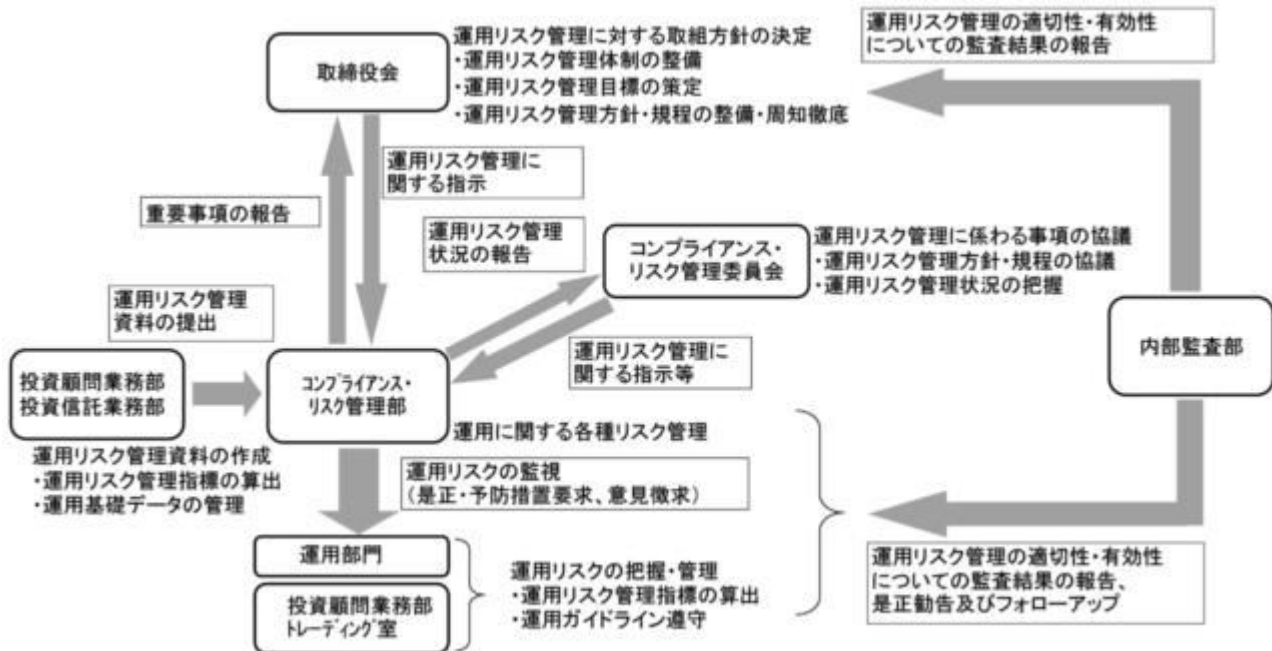 取締役会
運用リスク管理に対する取組方針の決定
・運用リスク管理体制の整備
・運用リスク管理目標の策定
・運用リスク管理方針・規程の整備・周知徹底
運用リスク管理の適切性・有効性
についての監査結果の報告
重要事項の報告
運用リスク管理に
関する指示
運用リスク管理
状況の報告
コンプライアンス・
リスク管理委員会
運用リスク管理に係わる事項の協議
・運用リスク管理方針・規程の協議
・運用リスク管理状況の把握
運用リスク管理
資料の提出
運用リスク管理に
関する指示等
内部監査部
投資顧問業務部
投資信託業務部
コンプライアンス・
リスク管理部
運用に関する各種リスク管理
運用リスク管理資料の作成
・運用リスク管理指標の算出
・運用基礎データの管理
運用リスクの監視
（是正・予防措置要求、意見徴求）
運用部門
投資顧問業務部
トレーディング室
運用リスクの把握・管理
・運用リスク管理指標の算出
・運用ガイドライン遵守
運用リスク管理の適切性・有効性
についての監査結果の報告、
是正勧告及びフォローアップ